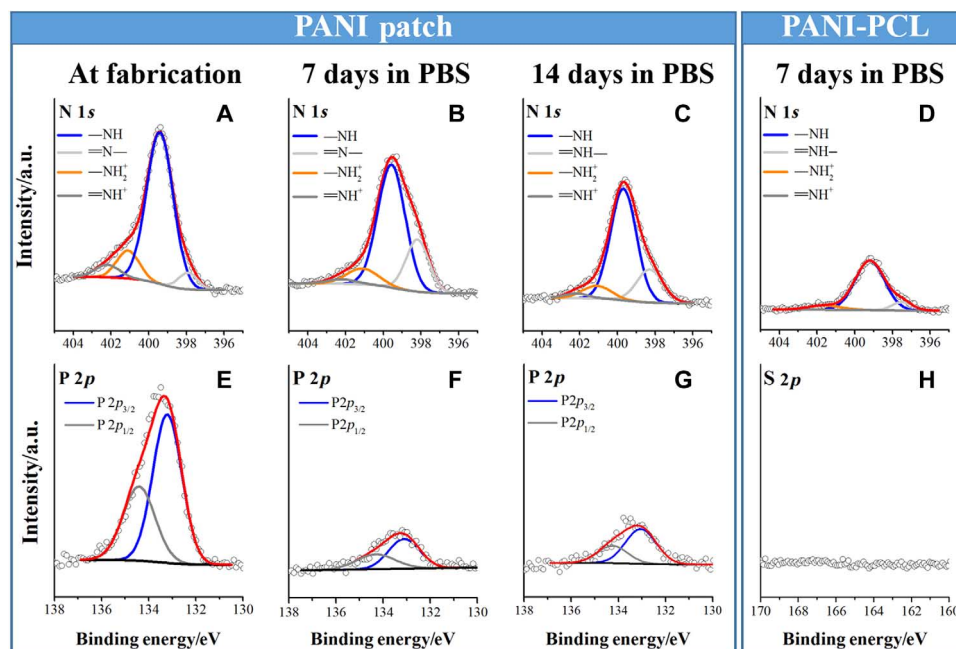 PANI patch
PANI-PCL
At fabrication
7 days in PBS
14 days in PBS
7 days in PBS
N 1s
A
—NH
=N—
—NH₂⁺
=NH⁺
404 402 400 398 396
N 1s
B
—NH
=N—
—NH₂⁺
=NH⁺
404 402 400 398 396
N 1s
C
—NH
=NH—
—NH₂⁺
=NH⁺
404 402 400 398 396
N 1s
D
—NH
=NH–
—NH₂⁺
=NH⁺
404 402 400 398 396
Intensity/a.u.
P 2p
E
P 2p₃/₂
P 2p₁/₂
138 136 134 132 130
Binding energy/eV
P 2p
F
P2p₃/₂
P2p₁/₂
138 136 134 132 130
Binding energy/eV
P 2p
G
P2p₃/₂
P2p₁/₂
138 136 134 132 130
Binding energy/eV
S 2p
H
170 168 166 164 162 160
Binding energy/eV
Intensity/a.u.